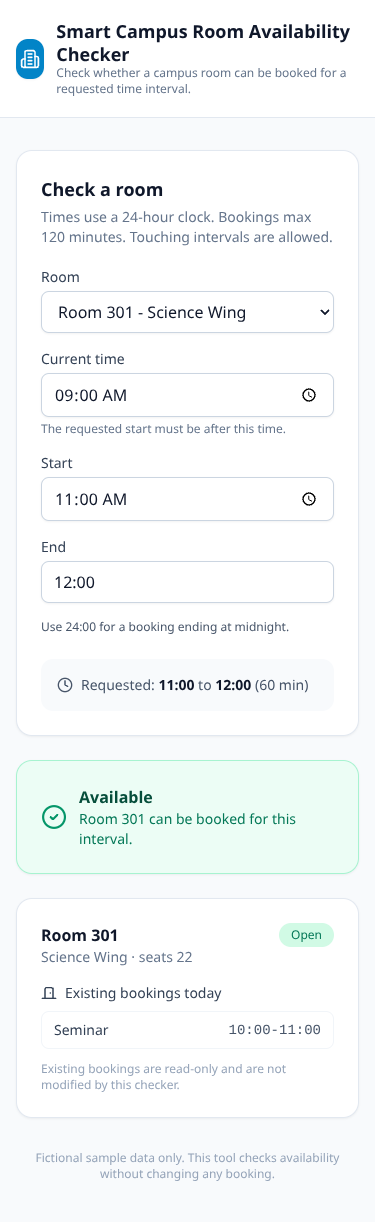 Smart Campus Room Availability
Checker
Check whether a campus room can be booked for a
requested time interval.
Check a room
Times use a 24-hour clock. Bookings max
120 minutes. Touching intervals are allowed.
Room
Room 301 - Science Wing
Current time
09:00 AM
The requested start must be after this time.
Start
11:00 AM
End
12:00
Use 24:00 for a booking ending at midnight.
Requested: 11:00 to 12:00 (60 min)
Available
Room 301 can be booked for this
interval.
Room 301
Open
Science Wing · seats 22
Existing bookings today
Seminar 10:00-11:00
Existing bookings are read-only and are not
modified by this checker.
Fictional sample data only. This tool checks availability
without changing any booking.